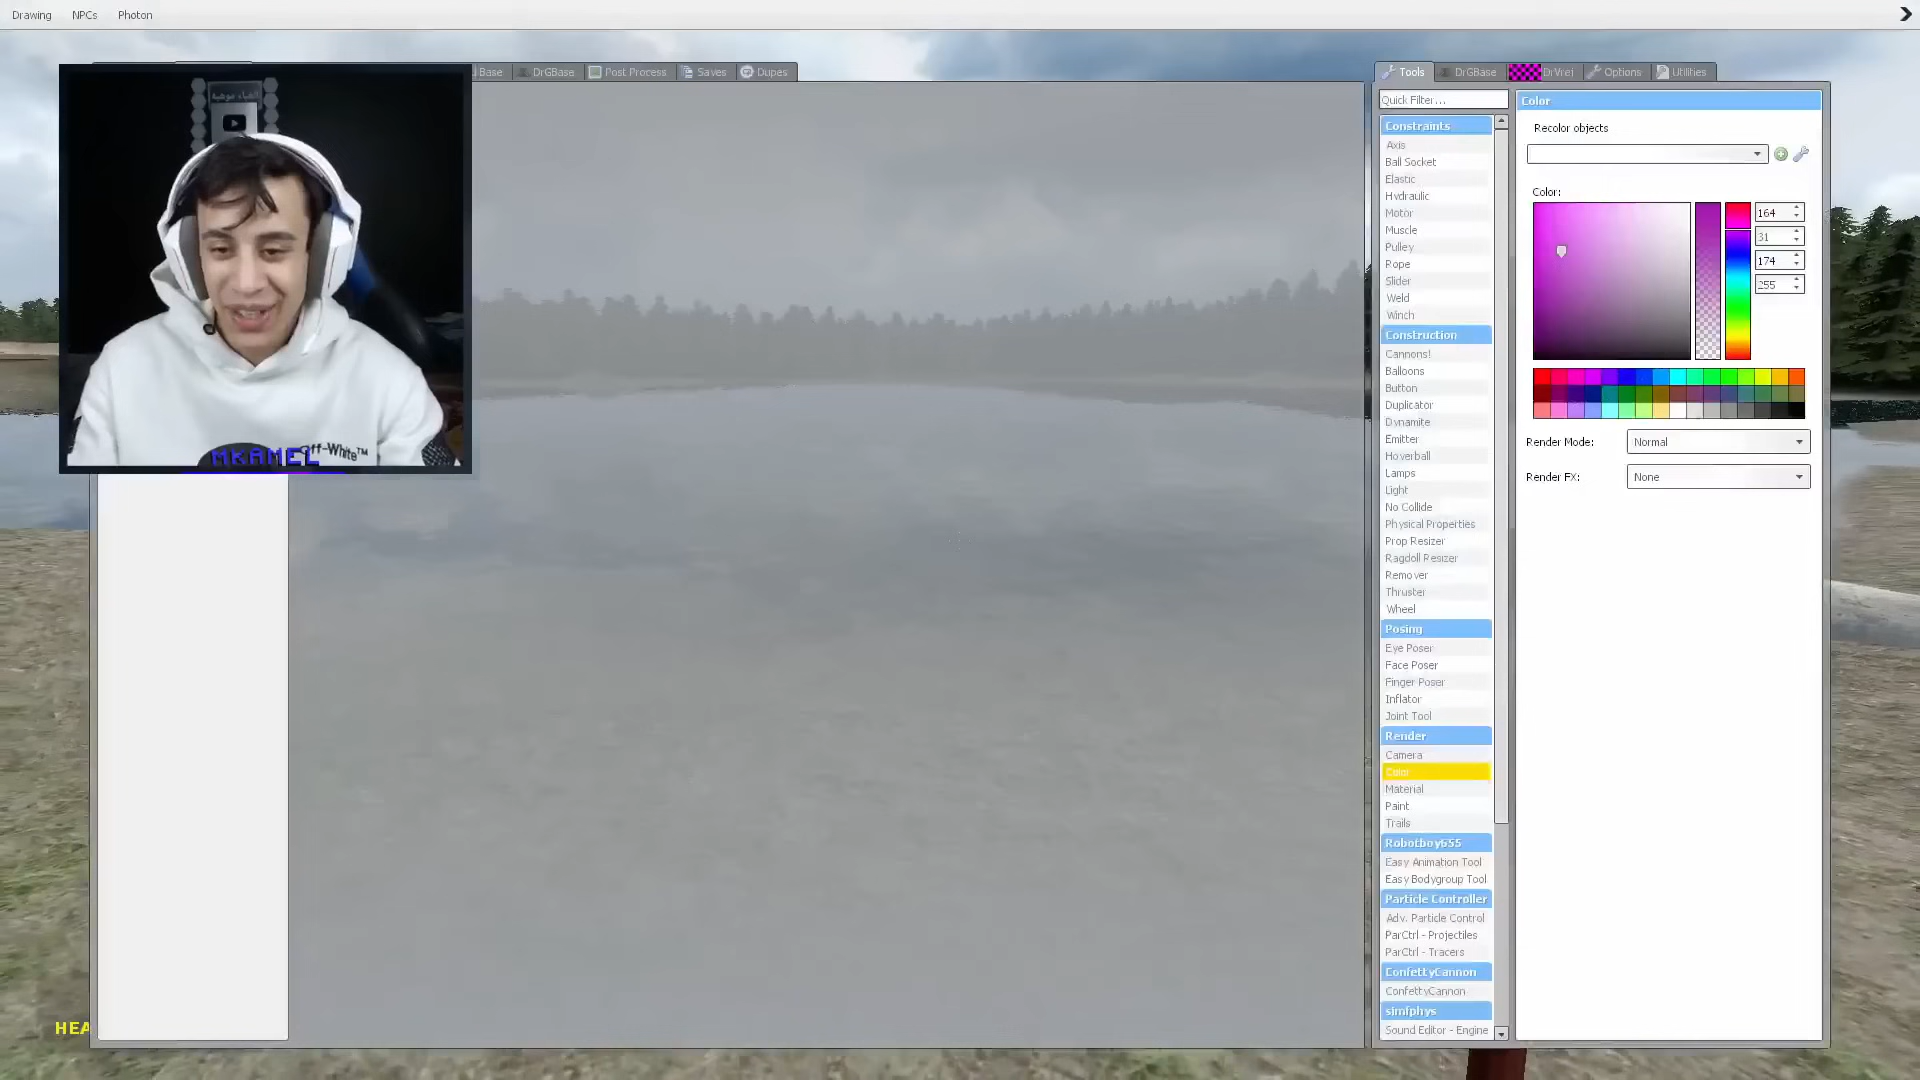 Drawing NPCs Photon
Base DrGBase Post Process Saves Dupes
Tools DrGBase DrVrej Options Utilities
Quick Filter...
Constraints
Axis
Ball Socket
Elastic
Hydraulic
Motor
Muscle
Pulley
Rope
Slider
Weld
Winch
Construction
Cannons!
Balloons
Button
Duplicator
Dynamite
Emitter
Hoverball
Lamps
Light
No Collide
Physical Properties
Prop Resizer
Ragdoll Resizer
Remover
Thruster
Wheel
Posing
Eye Poser
Face Poser
Finger Poser
Inflator
Joint Tool
Render
Camera
Color
Material
Paint
Trails
Robotboy655
Easy Animation Tool
Easy Bodygroup Tool
Particle Controller
Adv. Particle Control
ParCtrl - Projectiles
ParCtrl - Tracers
ConfettyCannon
ConfettyCannon
simfphys
Sound Editor - Engine
Color
Recolor objects
Color:
164
31
174
255
Render Mode: Normal
Render FX: None
ff-White™
MKAMEL
HEA